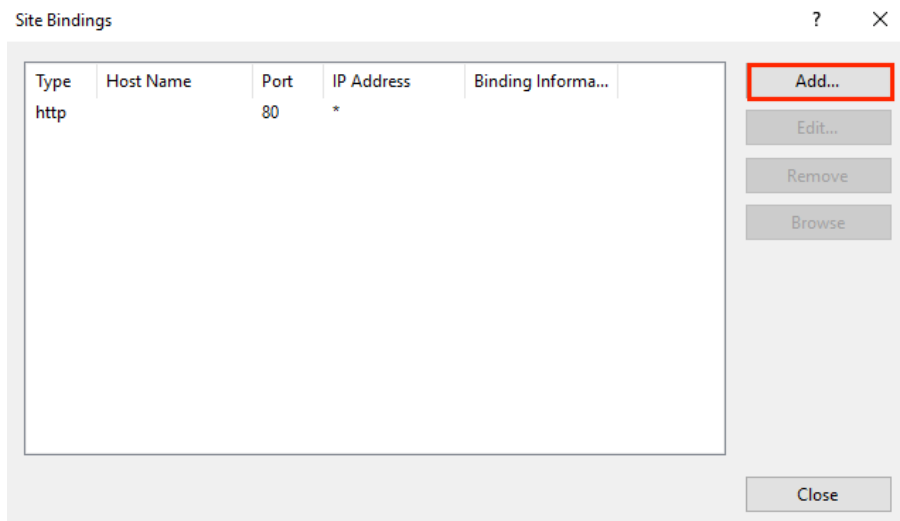 Site Bindings ?
Type Host Name Port IP Address Binding Informa...
http 80 *
Add...
Edit...
Remove
Browse
Close